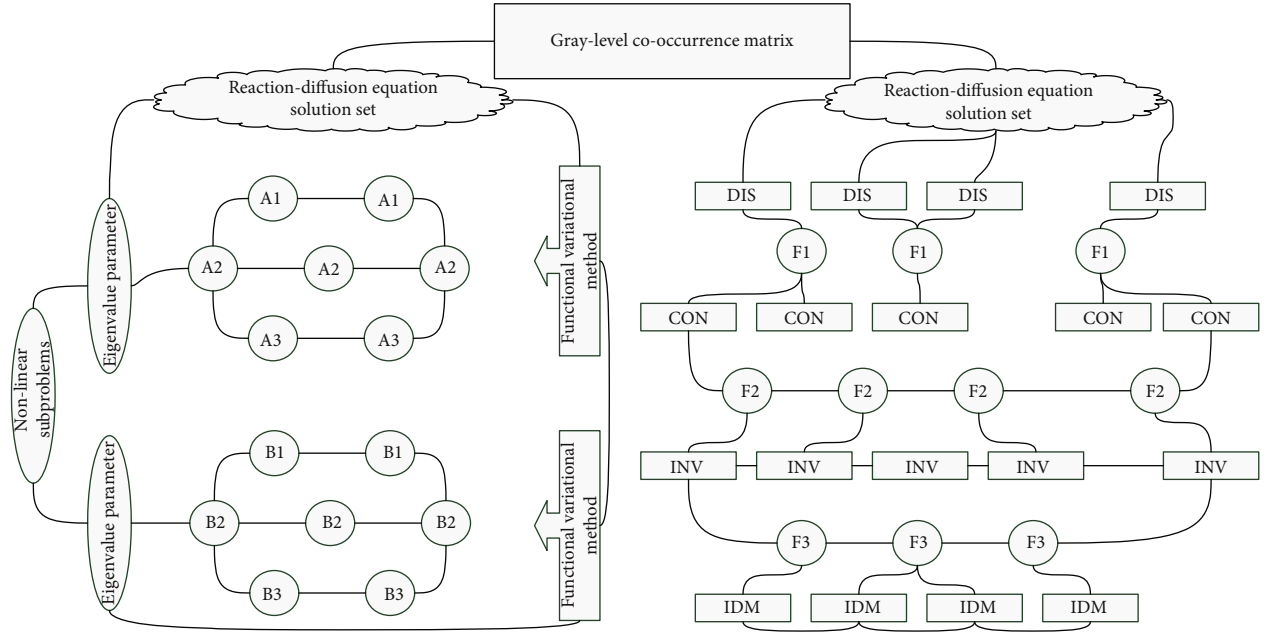 Gray-level co-occurrence matrix
Reaction-diffusion equation
solution set
Eigenvalue parameter
Non-linear
subproblems
A1
A1
A2
A2
A2
A3
A3
Functional variational
method
Eigenvalue parameter
B1
B1
B2
B2
B2
B3
B3
Functional variational
method
Reaction-diffusion equation
solution set
DIS
DIS
DIS
DIS
F1
F1
F1
CON
CON
CON
CON
CON
F2
F2
F2
F2
INV
INV
INV
INV
INV
F3
F3
F3
IDM
IDM
IDM
IDM